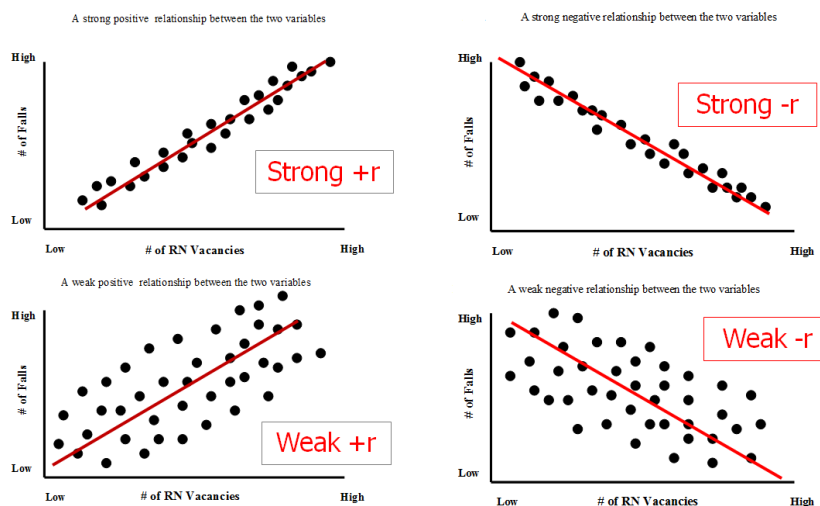 A strong positive relationship between the two variables
High
# of Falls
Strong +r
Low
Low
# of RN Vacancies
High
A strong negative relationship between the two variables
High
# of Falls
Strong -r
Low
Low
# of RN Vacancies
High
A weak positive relationship between the two variables
High
# of Falls
Weak +r
Low
Low
# of RN Vacancies
High
A weak negative relationship between the two variables
High
# of Falls
Weak -r
Low
Low
# of RN Vacancies
High